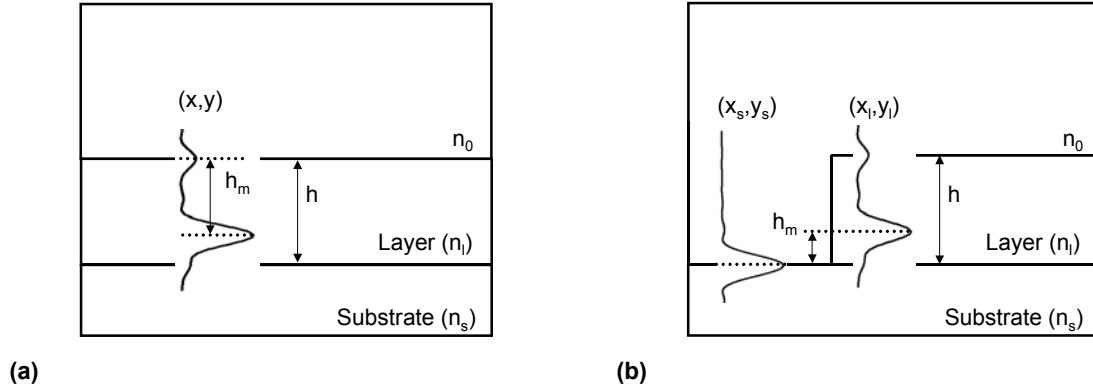 (x,y)
n0
hm
h
Layer (nl)
Substrate (ns)
(a)
(xs,ys)
(xl,yl)
n0
h
hm
Layer (nl)
Substrate (ns)
(b)